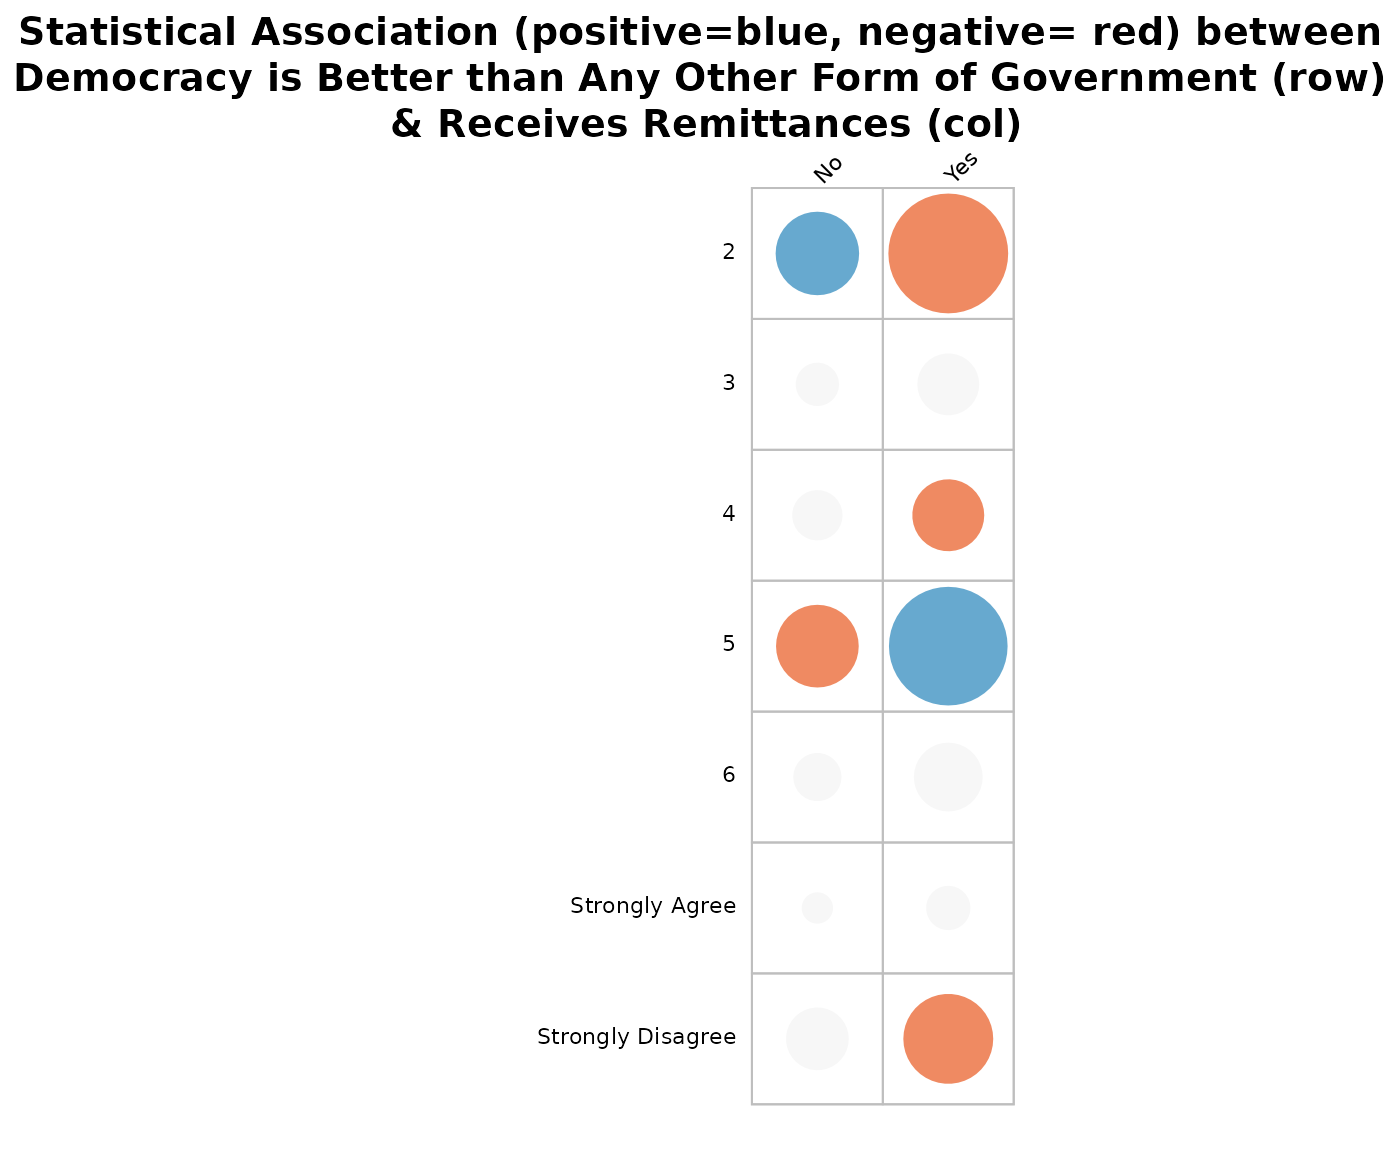 Statistical Association (positive=blue, negative= red) between
Democracy is Better than Any Other Form of Government (row)
& Receives Remittances (col)
No Yes
2
3
4
5
6
Strongly Agree
Strongly Disagree